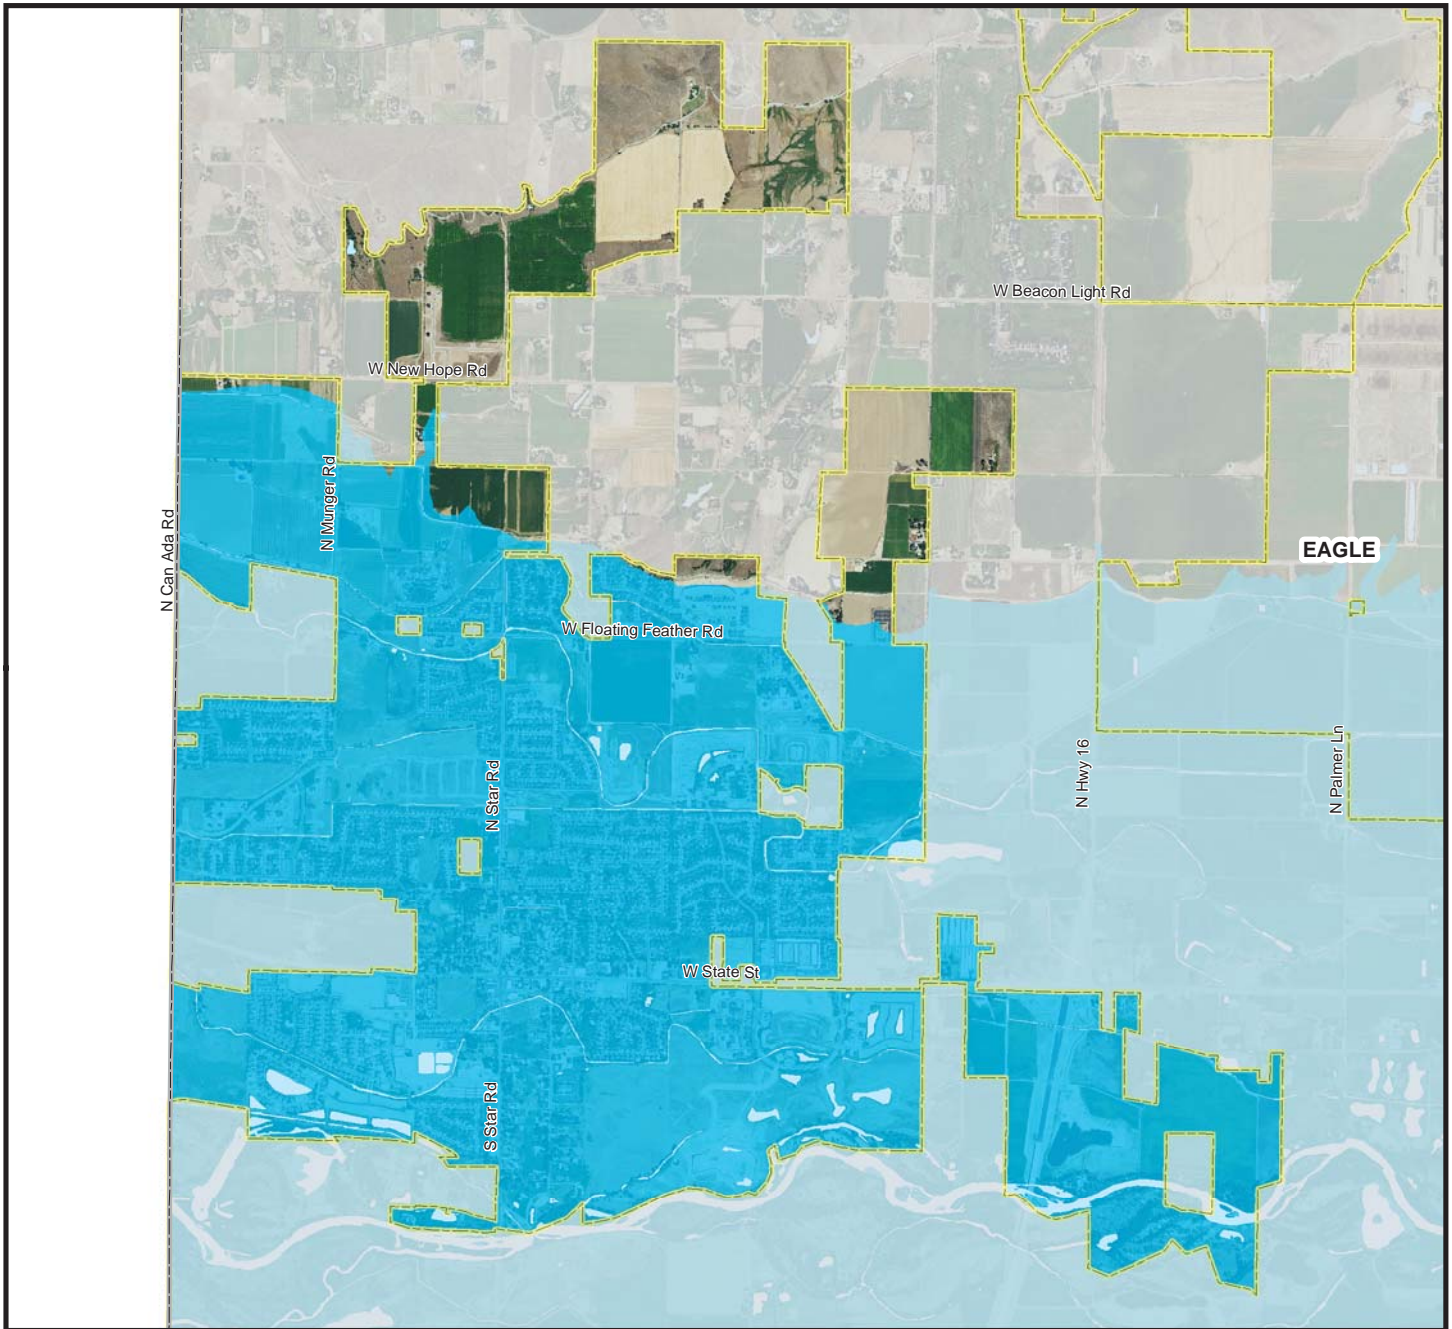 W Beacon Light Rd
W New Hope Rd
N Munger Rd
N Can Ada Rd
EAGLE
W Floating Feather Rd
N Star Rd
N Hwy 16
N Palmer Ln
W State St
S Star Rd